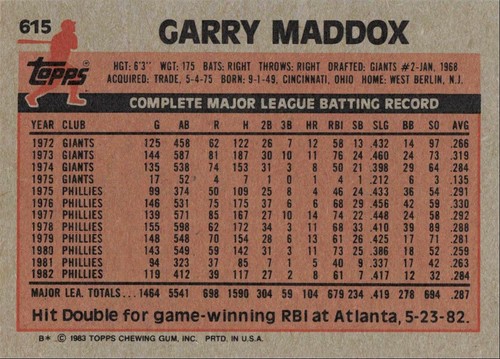 615
GARRY MADDOX
Topps
HGT: 6'3" WGT: 175 BATS: RIGHT THROWS: RIGHT DRAFTED: GIANTS #2-JAN, 1968
ACQUIRED: TRADE, 5-4-75 BORN: 9-1-49, CINCINNATI, OHIO HOME: WEST BERLIN, N.J.
COMPLETE MAJOR LEAGUE BATTING RECORD
YEAR CLUB G AB R H 2B 3B HR RBI SB SLG BB SO AVG
1972 GIANTS 125 458 62 122 26 7 12 58 13 .432 14 97 .266
1973 GIANTS 144 587 81 187 30 10 11 76 24 .460 24 73 .319
1974 GIANTS 135 538 74 153 31 3 8 50 21 .398 29 64 .284
1975 GIANTS 17 52 4 7 1 0 1 4 1 .212 6 3 .135
1975 PHILLIES 99 374 50 109 25 8 4 46 24 .433 36 54 .291
1976 PHILLIES 146 531 75 175 37 6 6 68 29 .456 42 59 .330
1977 PHILLIES 139 571 85 167 27 10 14 74 22 .448 24 58 .292
1978 PHILLIES 155 598 62 172 34 3 11 68 33 .410 39 89 .288
1979 PHILLIES 148 548 70 154 28 6 13 61 26 .425 17 71 .281
1980 PHILLIES 143 549 59 142 31 3 11 73 25 .386 18 52 .259
1981 PHILLIES 94 323 37 85 7 1 5 40 9 .337 17 42 .263
1982 PHILLIES 119 412 39 117 27 2 8 61 7 .417 12 32 .284
MAJOR LEA. TOTALS... 1464 5541 698 1590 304 59 104 679 234 .419 278 694 .287
Hit Double for game-winning RBI at Atlanta, 5-23-82.
B* © 1983 TOPPS CHEWING GUM, INC. PRTD. IN U.S.A.